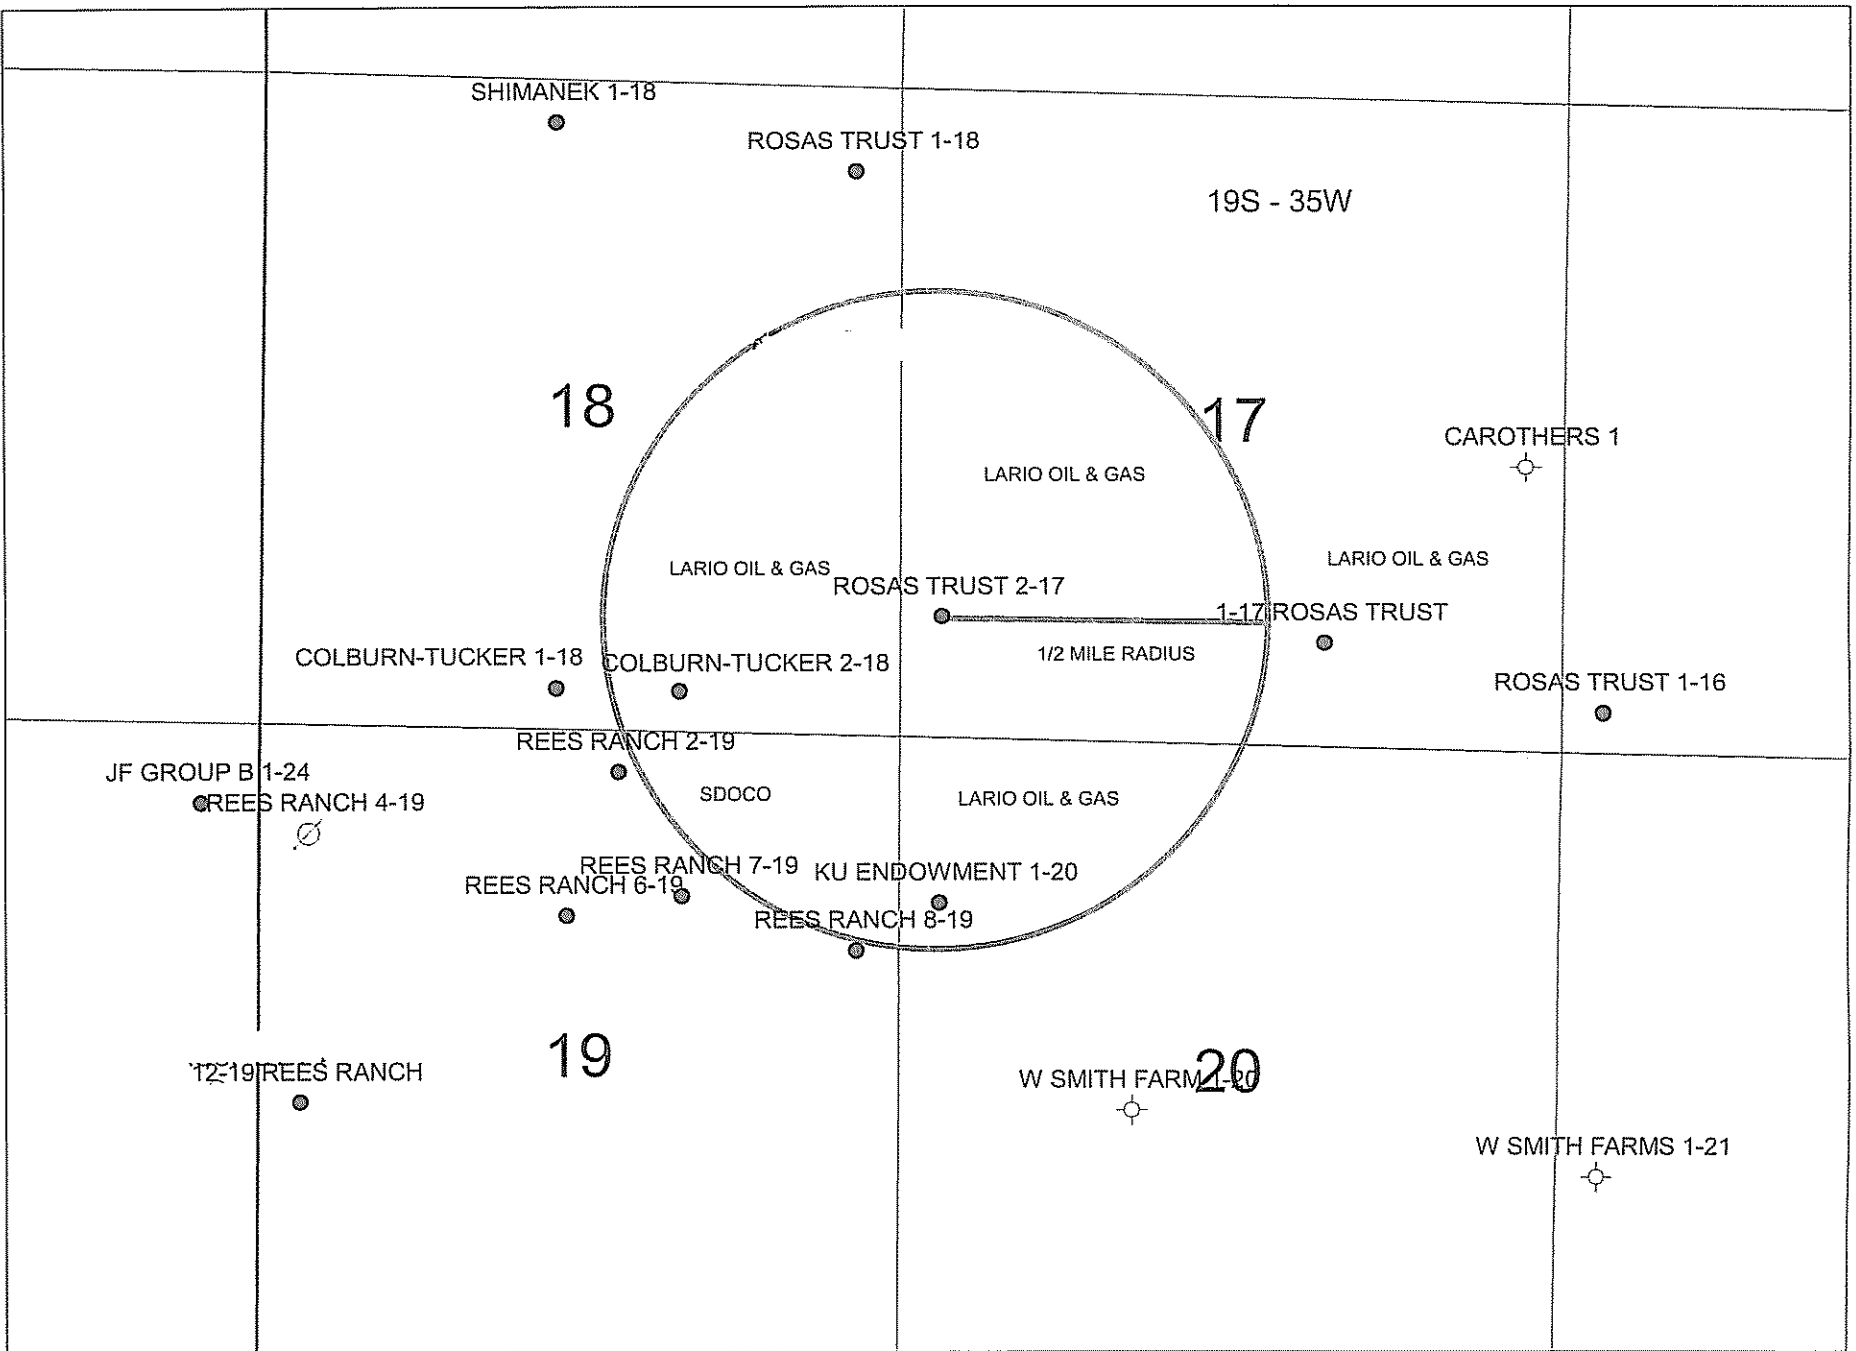 SHIMANEK 1-18
ROSAS TRUST 1-18
19S - 35W
18
17
CAROTHERS 1
LARIO OIL & GAS
LARIO OIL & GAS
LARIO OIL & GAS
ROSAS TRUST 2-17
1-17 ROSAS TRUST
1/2 MILE RADIUS
COLBURN-TUCKER 1-18
COLBURN-TUCKER 2-18
ROSAS TRUST 1-16
REES RANCH 2-19
JF GROUP B 1-24
REES RANCH 4-19
SDOCO
LARIO OIL & GAS
REES RANCH 7-19
KU ENDOWMENT 1-20
REES RANCH 6-19
REES RANCH 8-19
19
20
12-19 REES RANCH
W SMITH FARM 1-20
W SMITH FARMS 1-21